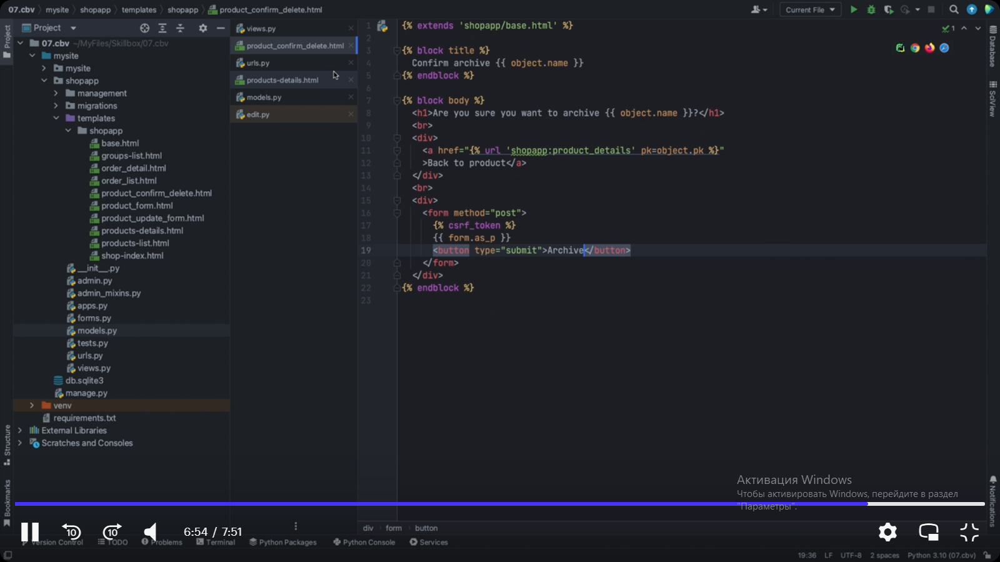 07.cbv mysite shopapp templates shopapp product_confirm_delete.html
Current File
Project
Project
07.cbv ~/MyFiles/Skillbox/07.cbv
mysite
mysite
shopapp
management
migrations
templates
shopapp
base.html
groups-list.html
order_detail.html
order_list.html
product_confirm_delete.html
product_form.html
product_update_form.html
products-details.html
products-list.html
shop-index.html
__init__.py
admin.py
admin_mixins.py
apps.py
forms.py
models.py
tests.py
urls.py
views.py
db.sqlite3
manage.py
venv
requirements.txt
External Libraries
Scratches and Consoles
Structure
Bookmarks
views.py
product_confirm_delete.html
urls.py
products-details.html
models.py
edit.py
1 {% extends 'shopapp/base.html' %}
2
3 {% block title %}
4 Confirm archive {{ object.name }}
5 {% endblock %}
6
7 {% block body %}
8 <h1>Are you sure you want to archive {{ object.name }}?</h1>
9 <br>
10 <div>
11 <a href="{% url 'shopapp:product_details' pk=object.pk %}"
12 >Back to product</a>
13 </div>
14 <br>
15 <div>
16 <form method="post">
17 {% csrf_token %}
18 {{ form.as_p }}
19 <button type="submit">Archive</button>
20 </form>
21 </div>
22 {% endblock %}
23
1
Database
SciView
Notifications
Активация Windows
Чтобы активировать Windows, перейдите в раздел
"Параметры".
10 10 6:54 / 7:51
div form button
Version Control TODO Problems Terminal Python Packages Python Console Services
19:36 LF UTF-8 2 spaces Python 3.10 (07.cbv)